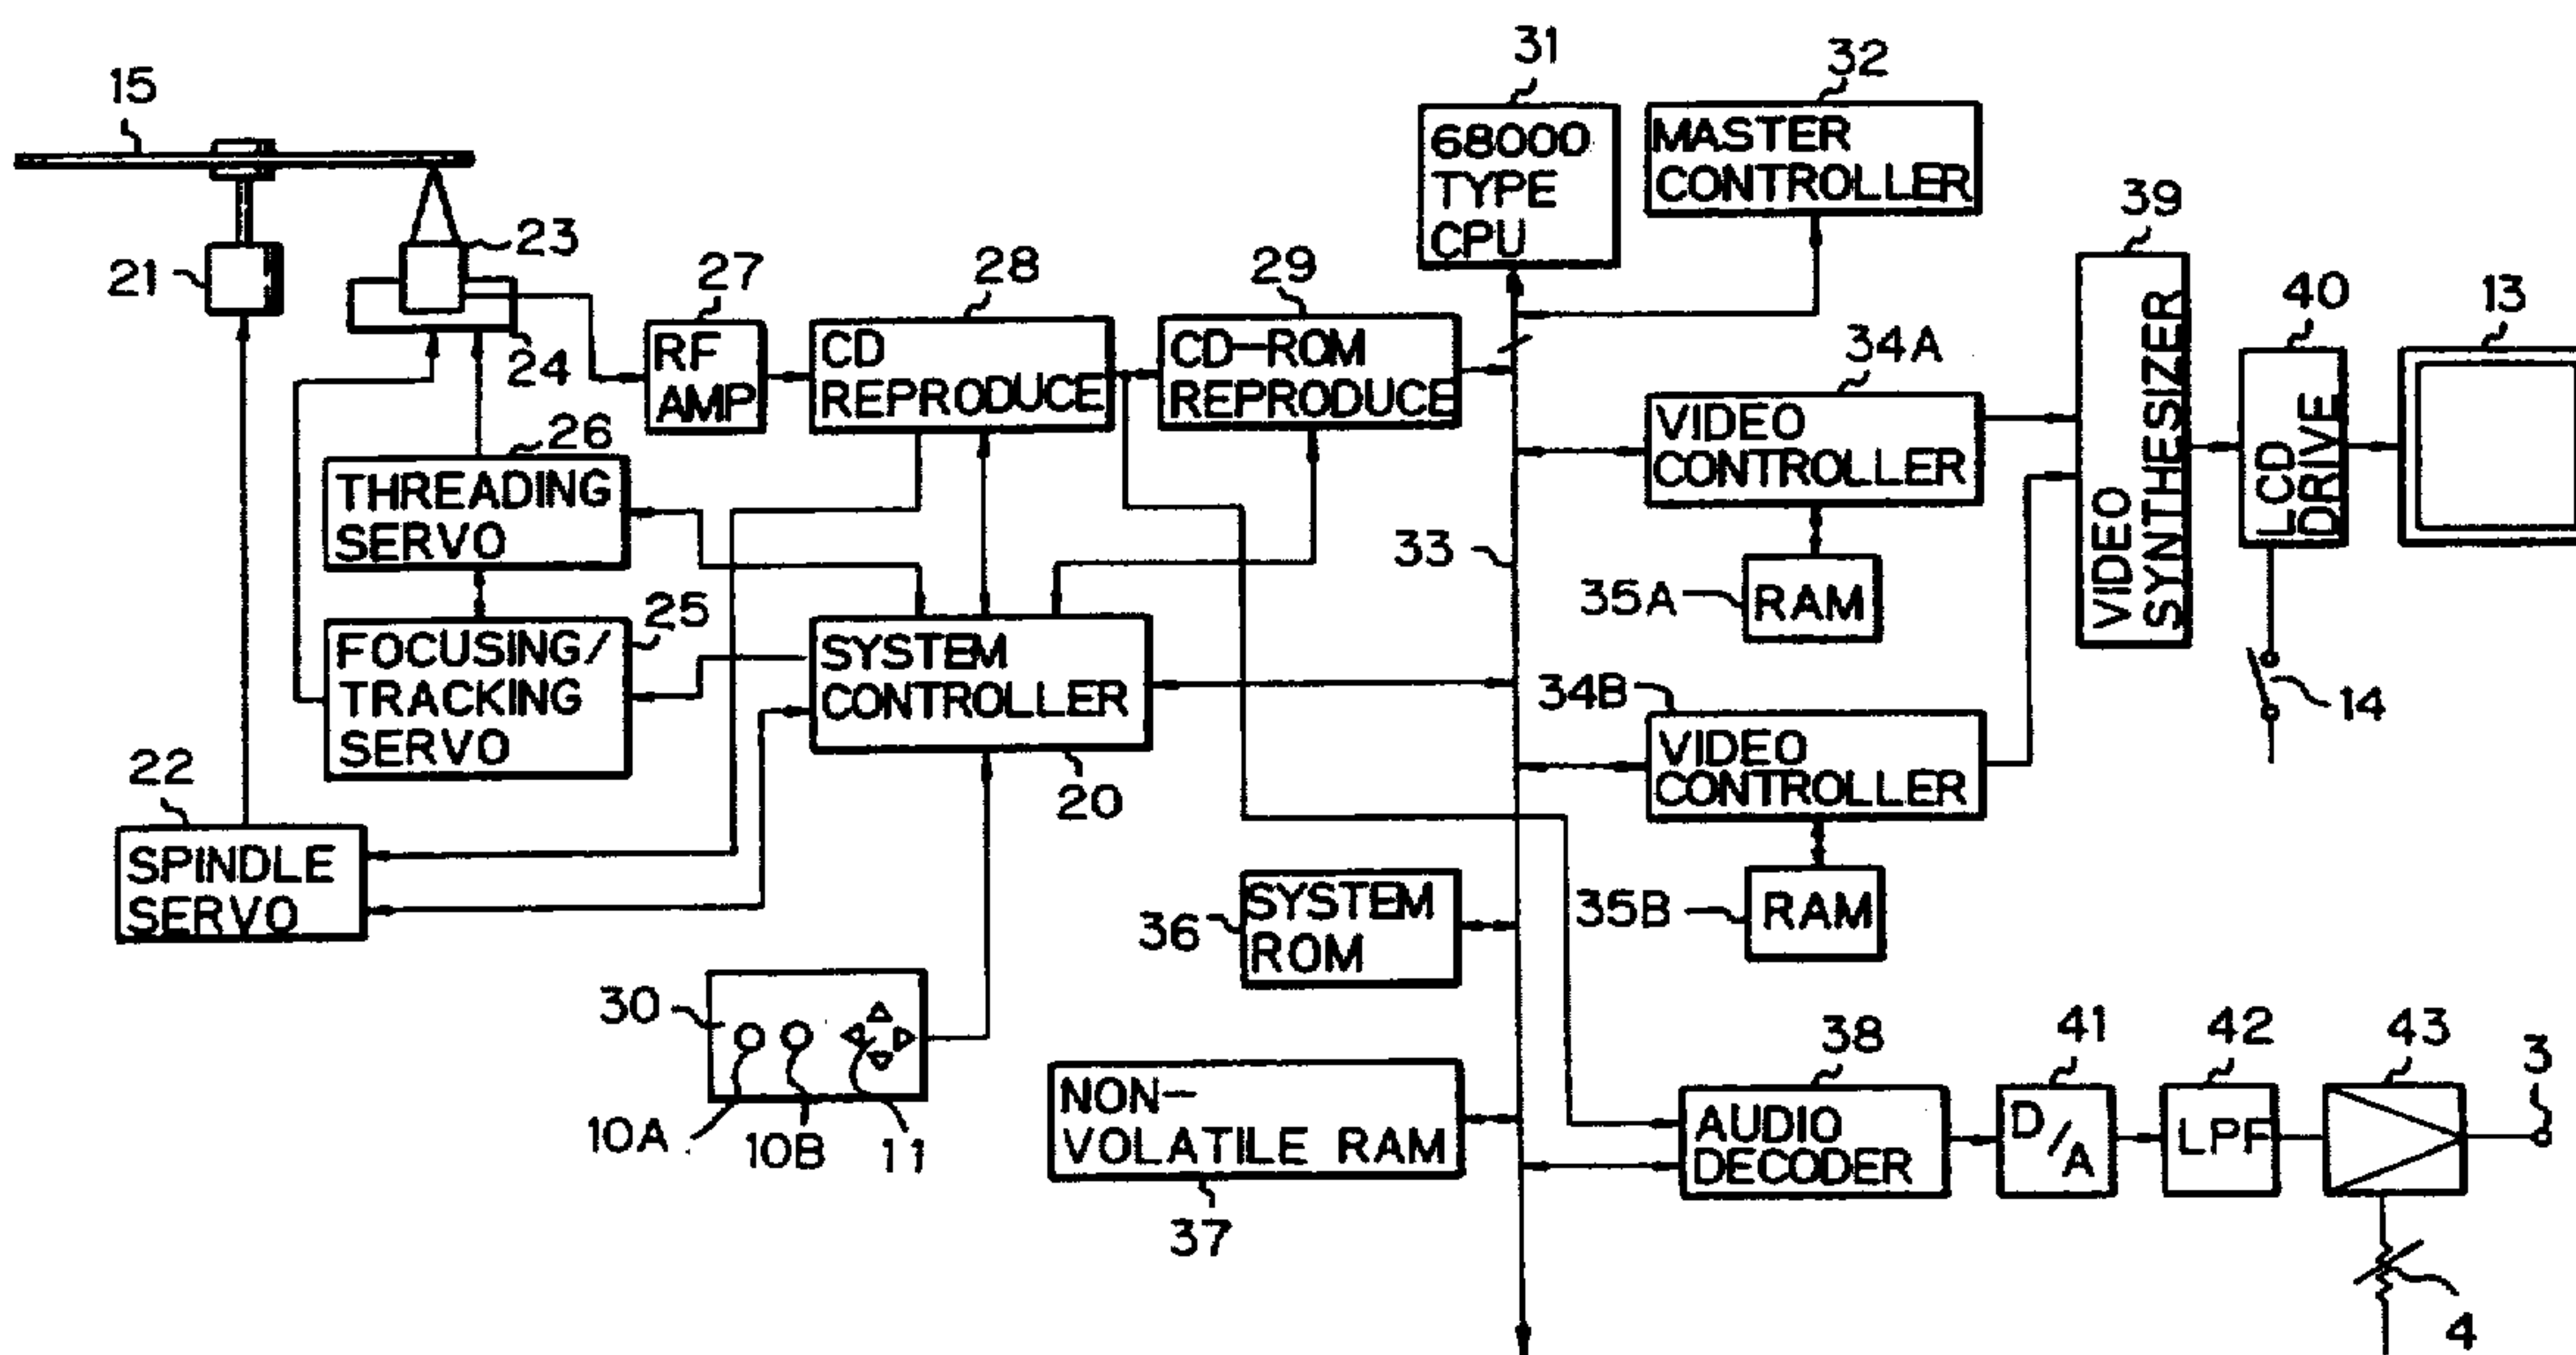 15
21
23
24
27
RF
AMP
28
CD
REPRODUCE
29
CD-ROM
REPRODUCE
31
68000
TYPE
CPU
32
MASTER
CONTROLLER
39
VIDEO
SYNTHESIZER
40
LCD
DRIVE
13
14
26
THREADING
SERVO
25
FOCUSING/
TRACKING
SERVO
22
SPINDLE
SERVO
SYSTEM
CONTROLLER
20
33
34A
VIDEO
CONTROLLER
35A
RAM
34B
VIDEO
CONTROLLER
35B
RAM
36
SYSTEM
ROM
30
10A
10B
11
NON-
VOLATILE RAM
37
38
AUDIO
DECODER
41
D/A
42
LPF
43
3
4